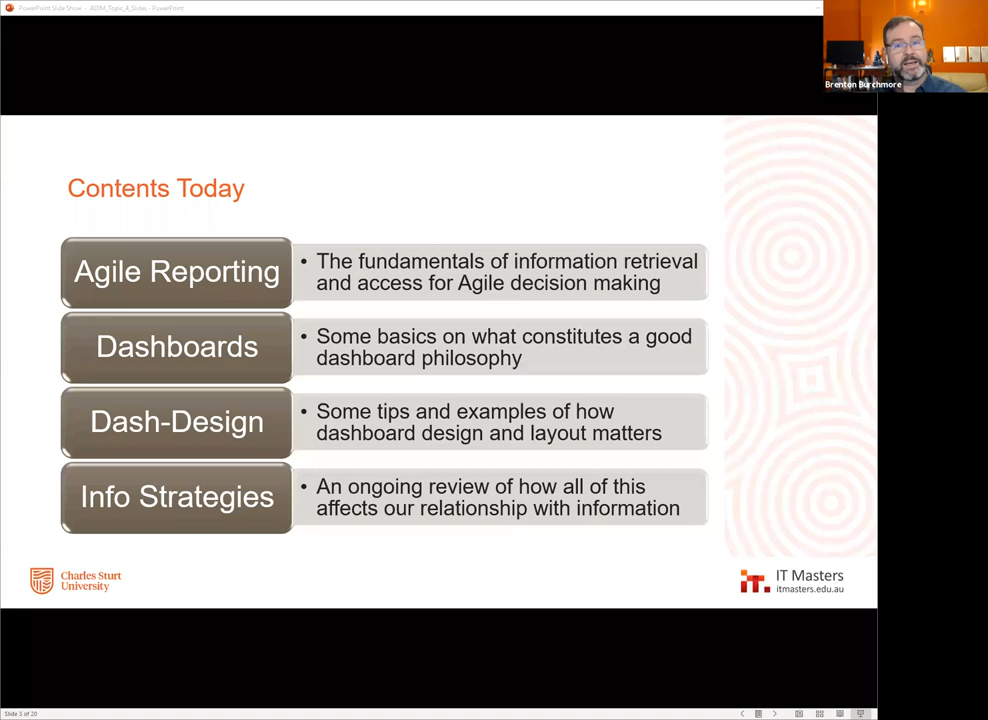 PowerPoint Slide Show - ADIM_Topic_4_Slides - PowerPoint
Brenton Burchmore
Contents Today
Agile Reporting
• The fundamentals of information retrieval
and access for Agile decision making
Dashboards
• Some basics on what constitutes a good
dashboard philosophy
Dash-Design
• Some tips and examples of how
dashboard design and layout matters
Info Strategies
• An ongoing review of how all of this
affects our relationship with information
Charles Sturt
University
IT Masters
itmasters.edu.au
Slide 3 of 20